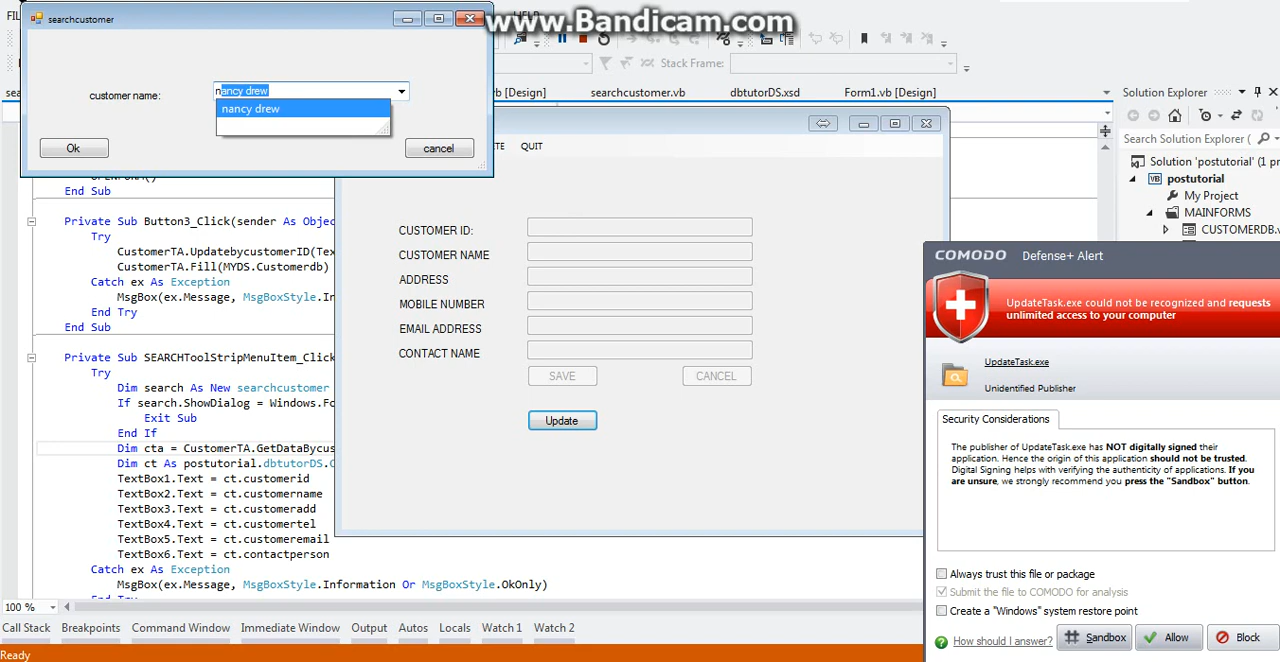 searchcustomer
www.Bandicam.com
customer name:
nancy drew
nancy drew
Ok
cancel
Stack Frame:
vb [Design]
searchcustomer.vb
dbtutorDS.xsd
Form1.vb [Design]
Solution Explorer
Search Solution Explorer (
Solution 'postutorial' (1 pr
postutorial
My Project
MAINFORMS
CUSTOMERDB.v
QUIT
CUSTOMER ID:
CUSTOMER NAME
ADDRESS
MOBILE NUMBER
EMAIL ADDRESS
CONTACT NAME
SAVE
CANCEL
Update
End Sub
Private Sub Button3_Click(sender As Objec
Try
CustomerTA.UpdatebycustomerID(Tex
CustomerTA.Fill(MYDS.Customerdb)
Catch ex As Exception
MsgBox(ex.Message, MsgBoxStyle.In
End Try
End Sub
Private Sub SEARCHToolStripMenuItem_Click
Try
Dim search As New searchcustomer
If search.ShowDialog = Windows.Fo
Exit Sub
End If
Dim cta = CustomerTA.GetDataBycus
Dim ct As postutorial.dbtutorDS.C
TextBox1.Text = ct.customerid
TextBox2.Text = ct.customername
TextBox3.Text = ct.customeradd
TextBox4.Text = ct.customertel
TextBox5.Text = ct.customeremail
TextBox6.Text = ct.contactperson
Catch ex As Exception
MsgBox(ex.Message, MsgBoxStyle.Information Or MsgBoxStyle.OkOnly)
100 %
Call Stack
Breakpoints
Command Window
Immediate Window
Output
Autos
Locals
Watch 1
Watch 2
Ready
COMODO Defense+ Alert
UpdateTask.exe could not be recognized and requests
unlimited access to your computer
UpdateTask.exe
Unidentified Publisher
Security Considerations
The publisher of UpdateTask.exe has NOT digitally signed their
application. Hence the origin of this application should not be trusted.
Digital Signing helps with verifying the authenticity of applications. If you
are unsure, we strongly recommend you press the "Sandbox" button.
Always trust this file or package
Submit the file to COMODO for analysis
Create a "Windows" system restore point
How should I answer?
Sandbox
Allow
Block